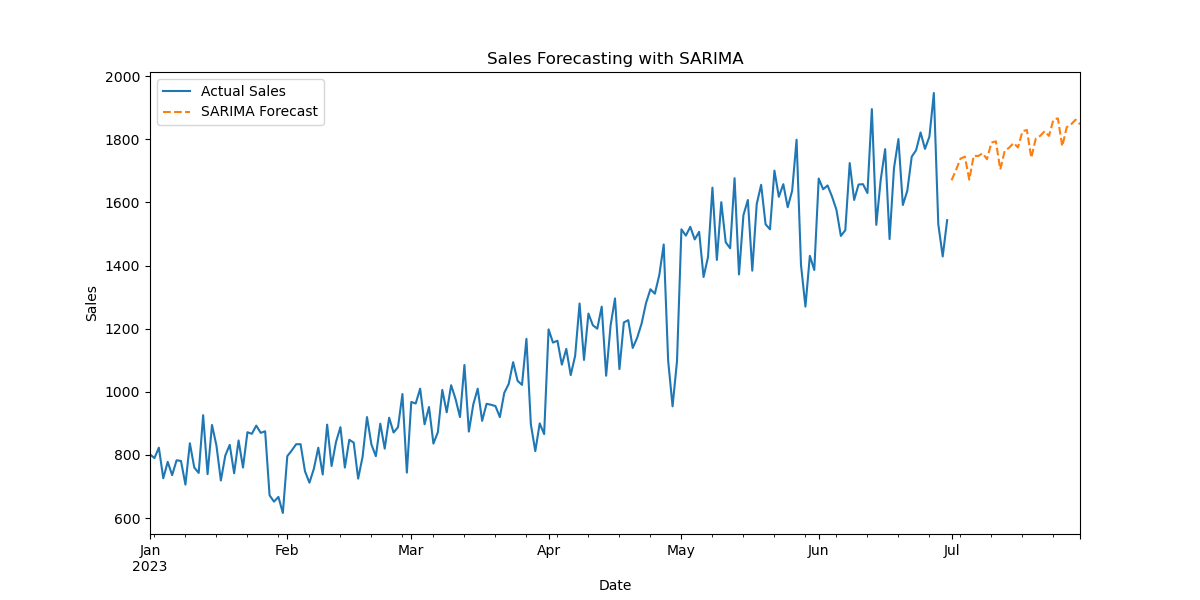 Sales Forecasting with SARIMA
Actual Sales
SARIMA Forecast
2000
1800
1600
1400
1200
1000
800
600
Sales
Jan Feb Mar Apr May Jun Jul
2023
Date